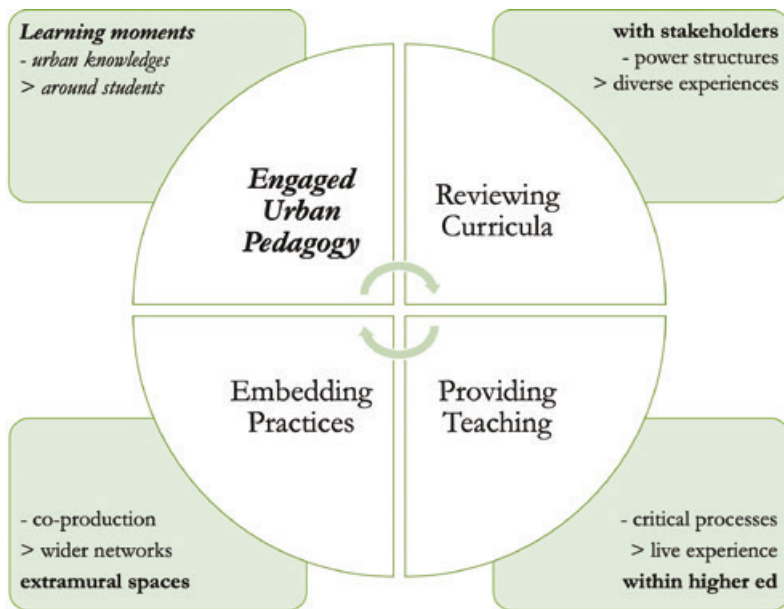 Learning moments
- urban knowledges
> around students
with stakeholders
- power structures
> diverse experiences
Engaged
Urban
Pedagogy
Reviewing
Curricula
Embedding
Practices
Providing
Teaching
- co-production
> wider networks
extramural spaces
- critical processes
> live experience
within higher ed